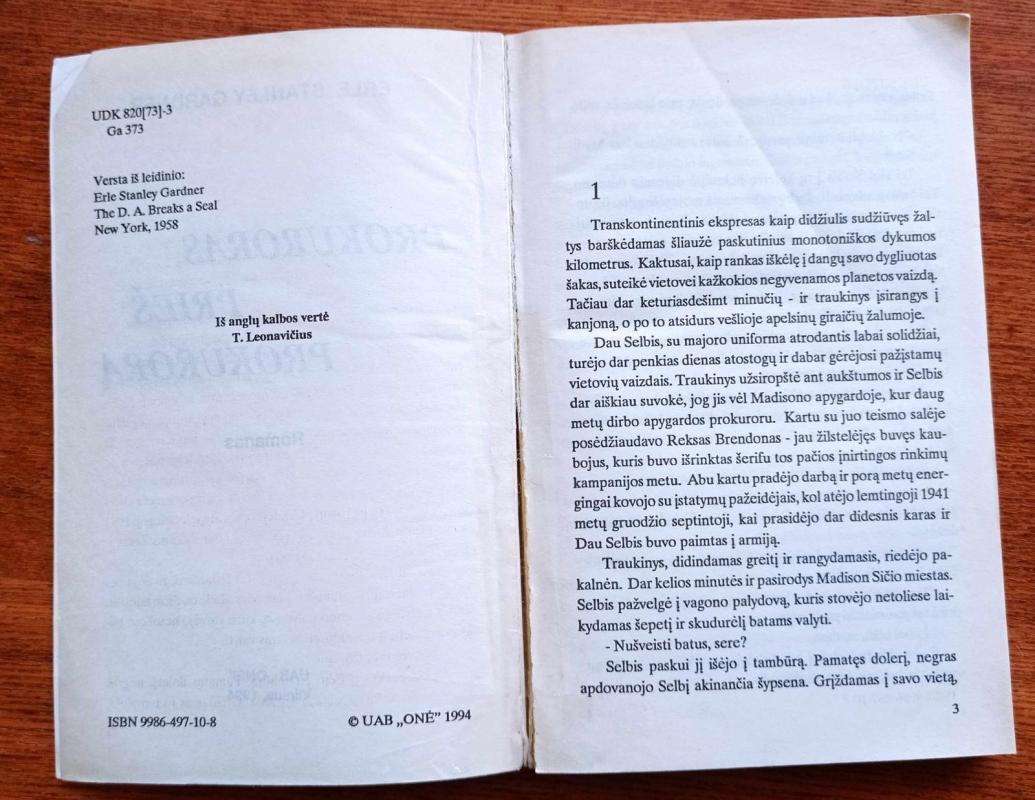 UDK 820[73]-3
Ga 373
Versta iš leidinio:
Erle Stanley Gardner
The D. A. Breaks a Seal
New York, 1958
Iš anglų kalbos vertė
T. Leonavičius
ISBN 9986-497-10-8
© UAB „ONĖ” 1994
1
Transkontinentinis ekspresas kaip didžiulis sudžiūvęs žal-
tys barškėdamas šliaužė paskutinius monotoniškos dykumos
kilometrus. Kaktusai, kaip rankas iškėlę į dangų savo dygliuotas
šakas, suteikė vietovei kažkokios negyvenamos planetos vaizdą.
Tačiau dar keturiasdešimt minučių - ir traukinys įsirangys į
kanjoną, o po to atsidurs vešlioje apelsinų giraičių žalumoje.
Dau Selbis, su majoro uniforma atrodantis labai solidžiai,
turėjo dar penkias dienas atostogų ir dabar gėrėjosi pažįstamų
vietovių vaizdais. Traukinys užsiropštė ant aukštumos ir Selbis
dar aiškiau suvokė, jog jis vėl Madisono apygardoje, kur daug
metų dirbo apygardos prokuroru. Kartu su juo teismo salėje
posėdžiaudavo Reksas Brendonas - jau žilstelėjęs buvęs kau-
bojus, kuris buvo išrinktas šerifu tos pačios įnirtingos rinkimų
kampanijos metu. Abu kartu pradėjo darbą ir porą metų ener-
gingai kovojo su įstatymų pažeidėjais, kol atėjo lemtingoji 1941
metų gruodžio septintoji, kai prasidėjo dar didesnis karas ir
Dau Selbis buvo paimtas į armiją.
Traukinys, didindamas greitį ir rangydamasis, riedėjo pa-
kalnėn. Dar kelios minutės ir pasirodys Madison Sičio miestas.
Selbis pažvelgė į vagono palydovą, kuris stovėjo netoliese lai-
kydamas šepetį ir skudurėlį batams valyti.
- Nušveisti batus, sere?
Selbis paskui jį išėjo į tambūrą. Pamatęs dolerį, negras
apdovanojo Selbį akinančia šypsena. Grįždamas į savo vietą,
3